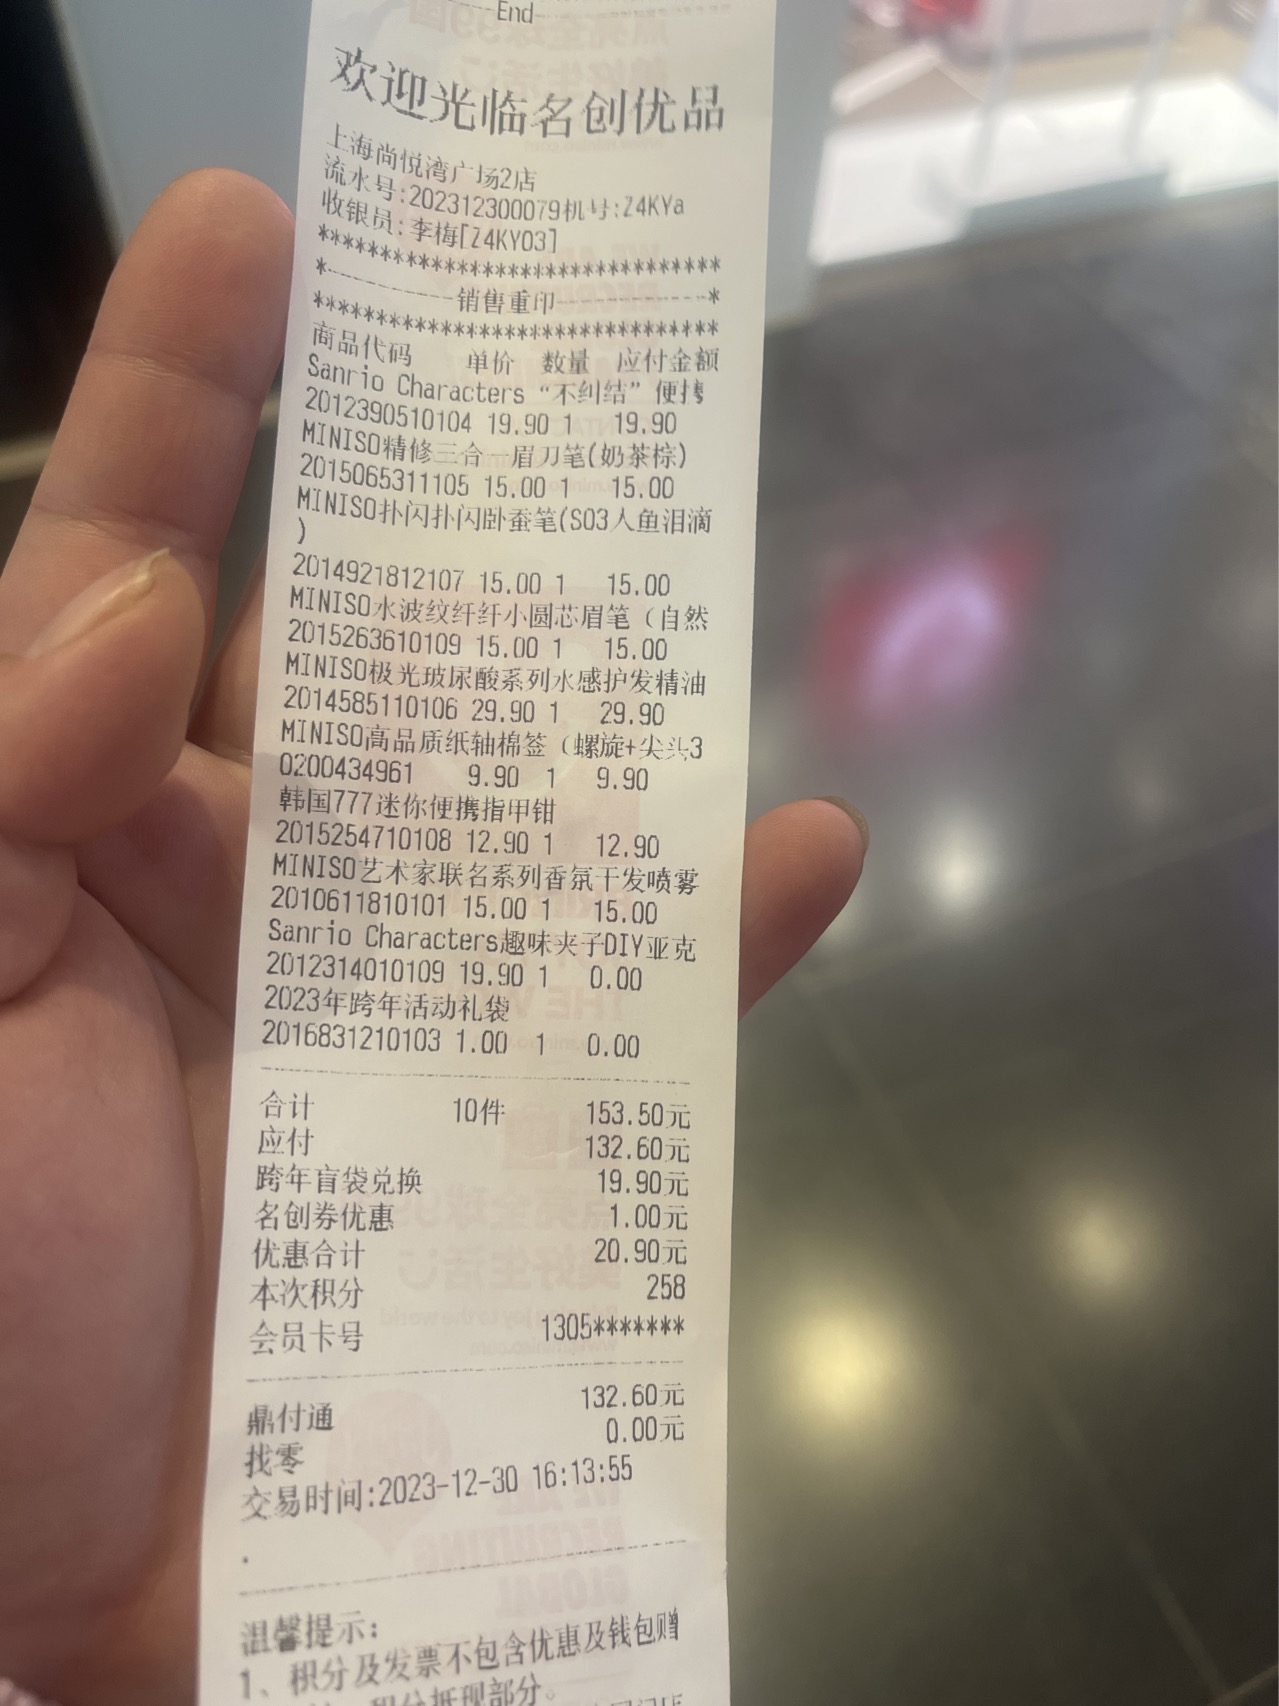 End
欢迎光临名创优品
上海尚悦湾广场2店
流水号:202312300079机号:Z4KYa
收银员:李梅[Z4KY03]
********************************
*-----------销售重印------------*
********************************
商品代码 单价 数量 应付金额
Sanrio Characters “不纠结”便携
2012390510104 19.90 1 19.90
MINISO精修三合一眉刀笔(奶茶棕)
2015065311105 15.00 1 15.00
MINISO扑闪扑闪卧蚕笔(S03人鱼泪滴
)
2014921812107 15.00 1 15.00
MINISO水波纹纤纤小圆芯眉笔（自然
2015263610109 15.00 1 15.00
MINISO极光玻尿酸系列水感护发精油
2014585110106 29.90 1 29.90
MINISO高品质纸轴棉签（螺旋+尖头3
0200434961 9.90 1 9.90
韩国777迷你便携指甲钳
2015254710108 12.90 1 12.90
MINISO艺术家联名系列香氛干发喷雾
2010611810101 15.00 1 15.00
Sanrio Characters趣味夹子DIY亚克
2012314010109 19.90 1 0.00
2023年跨年活动礼袋
2016831210103 1.00 1 0.00
合计 10件 153.50元
应付 132.60元
跨年盲袋兑换 19.90元
名创券优惠 1.00元
优惠合计 20.90元
本次积分 258
会员卡号 1305*******
鼎付通 132.60元
找零 0.00元
交易时间:2023-12-30 16:13:55
.
温馨提示:
1、积分及发票不包含优惠及钱包赠
积分抵现部分。